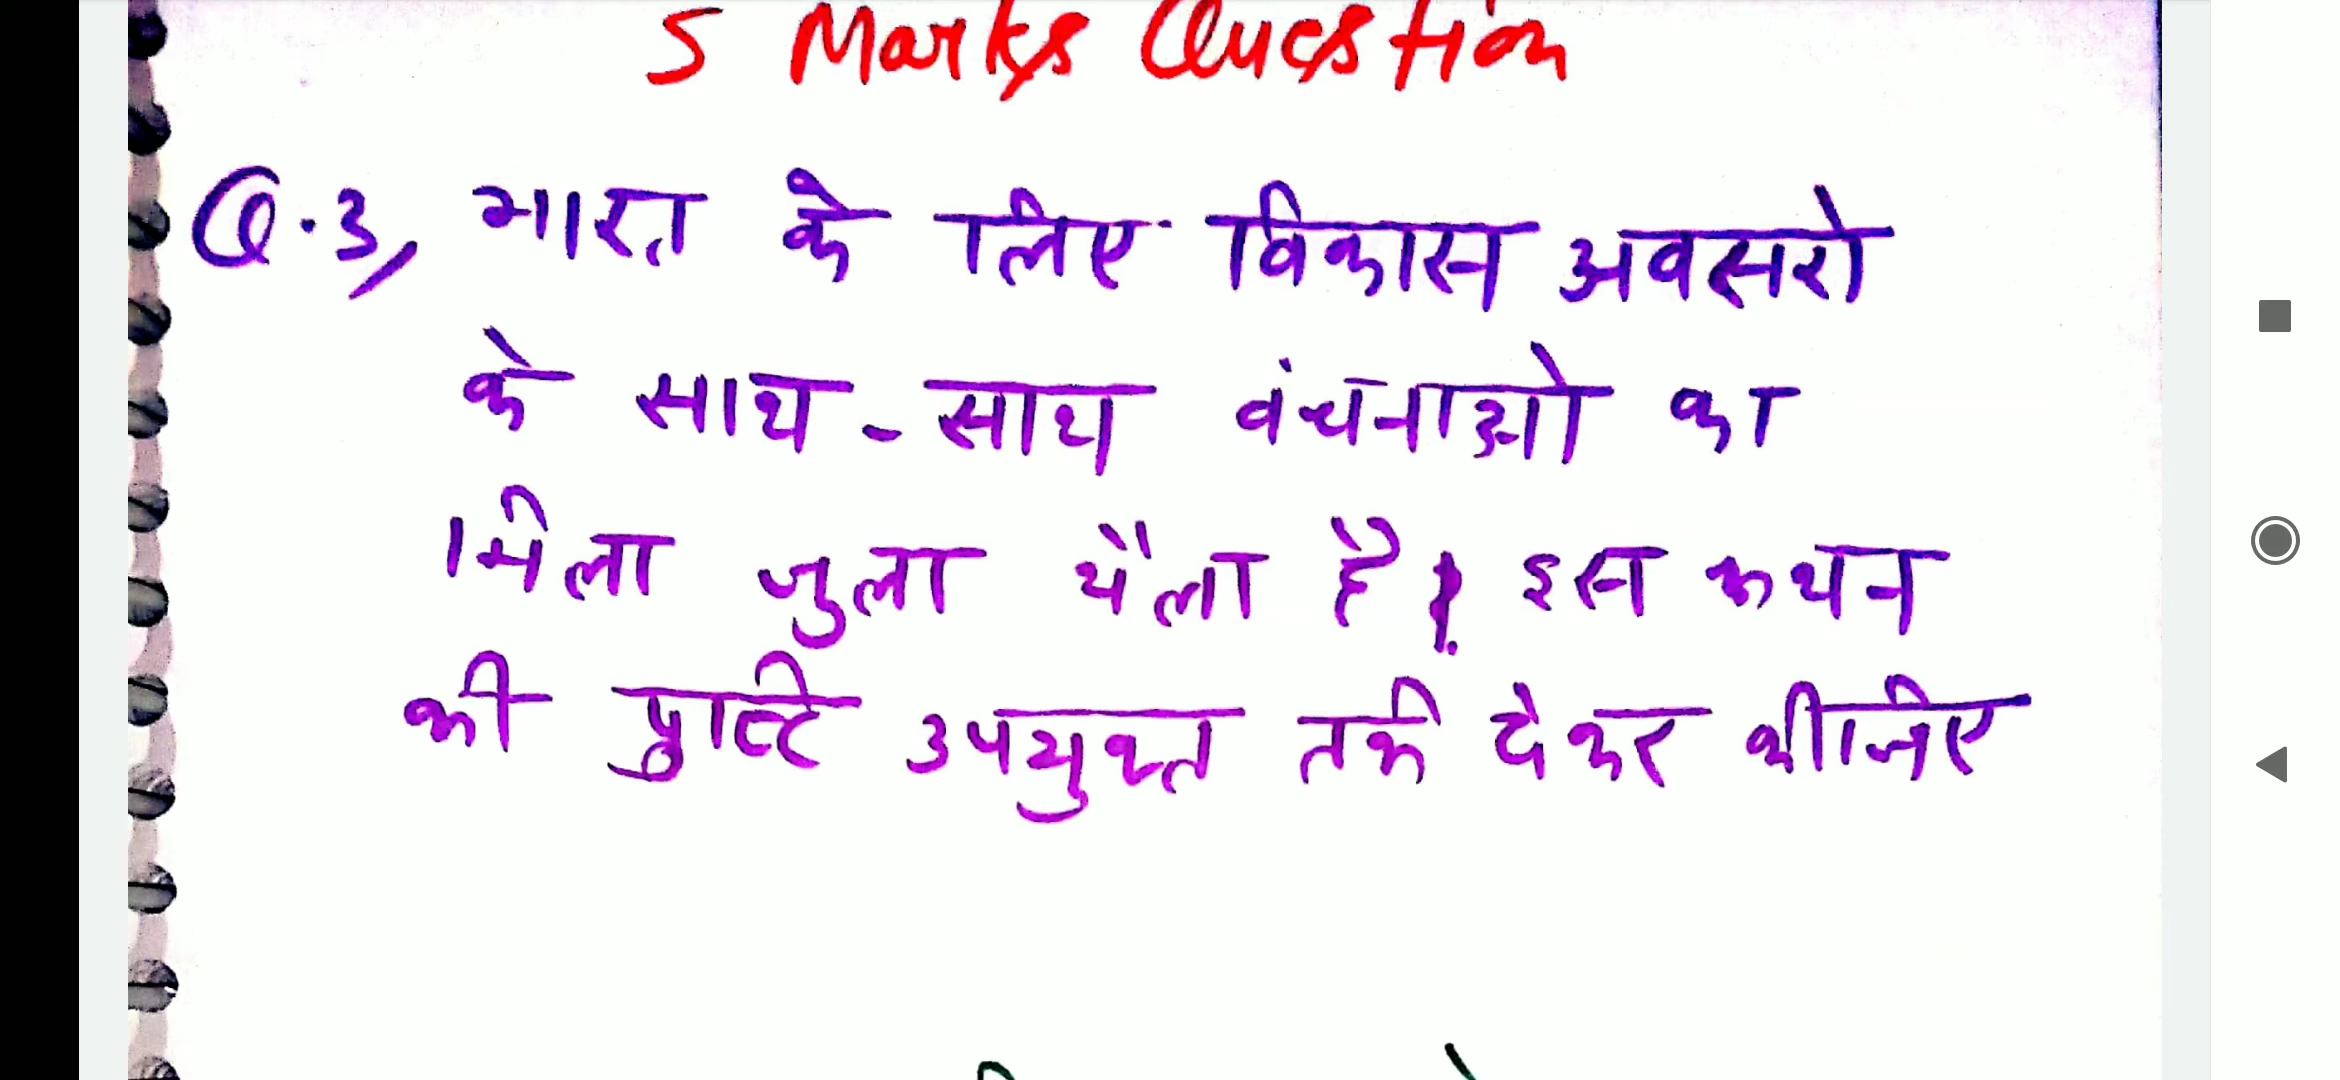 5 Marks Question
Q.3, भारत के लिए विकास अवसरो
के साथ - साथ वंचनाओ का
मिला जुला थैला है। इस कथन
की पुष्टि उपयुक्त तर्क देकर कीजिए